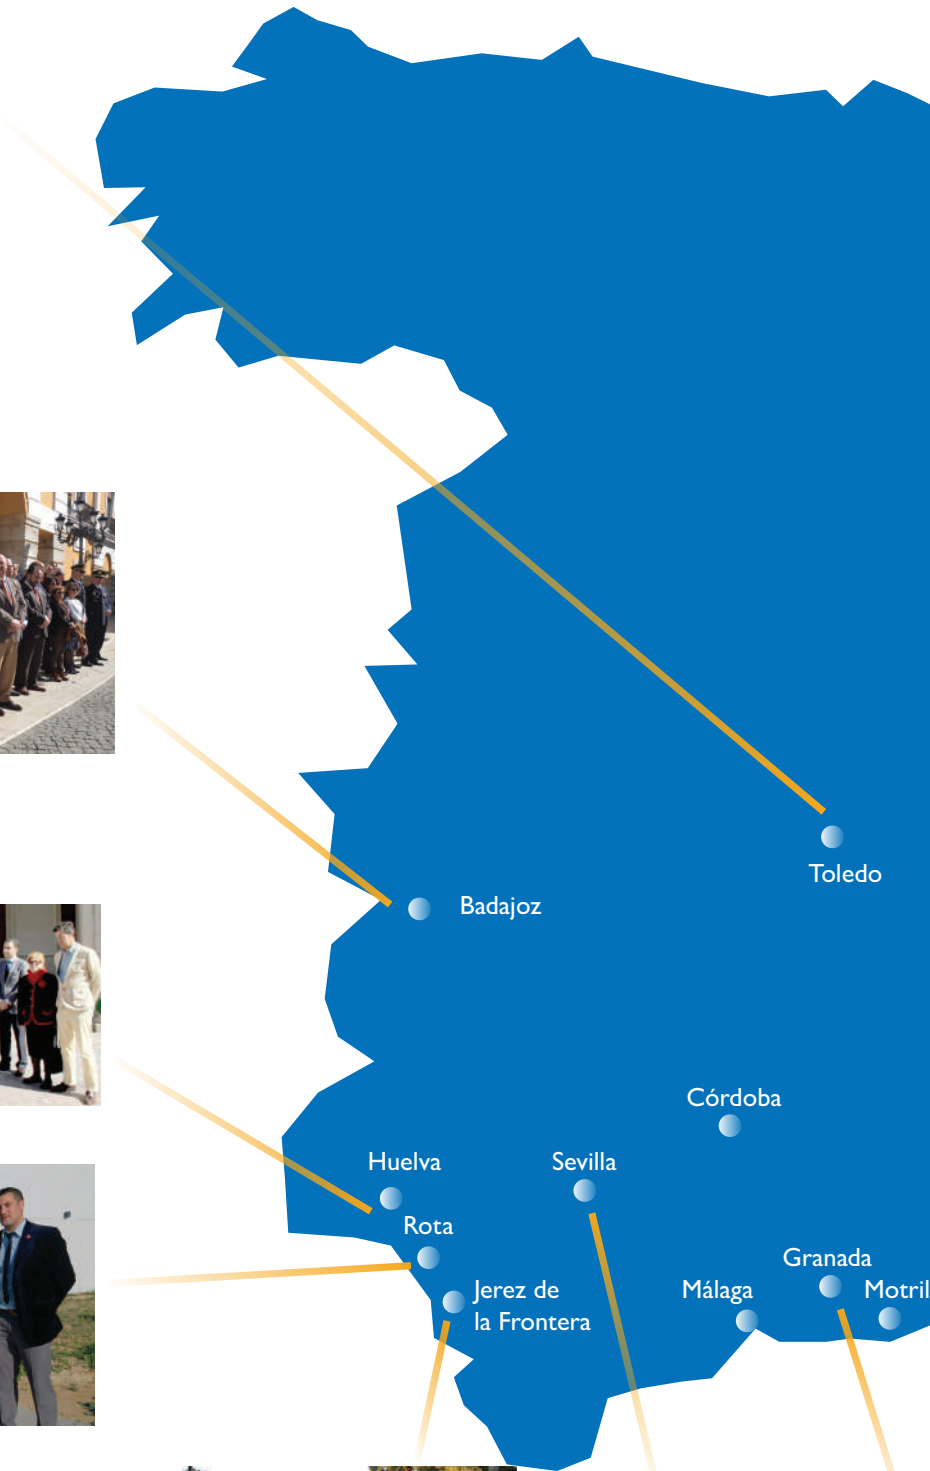 Toledo
Badajoz
Córdoba
Huelva
Sevilla
Rota
Granada
Málaga
Motril
Jerez de
la Frontera